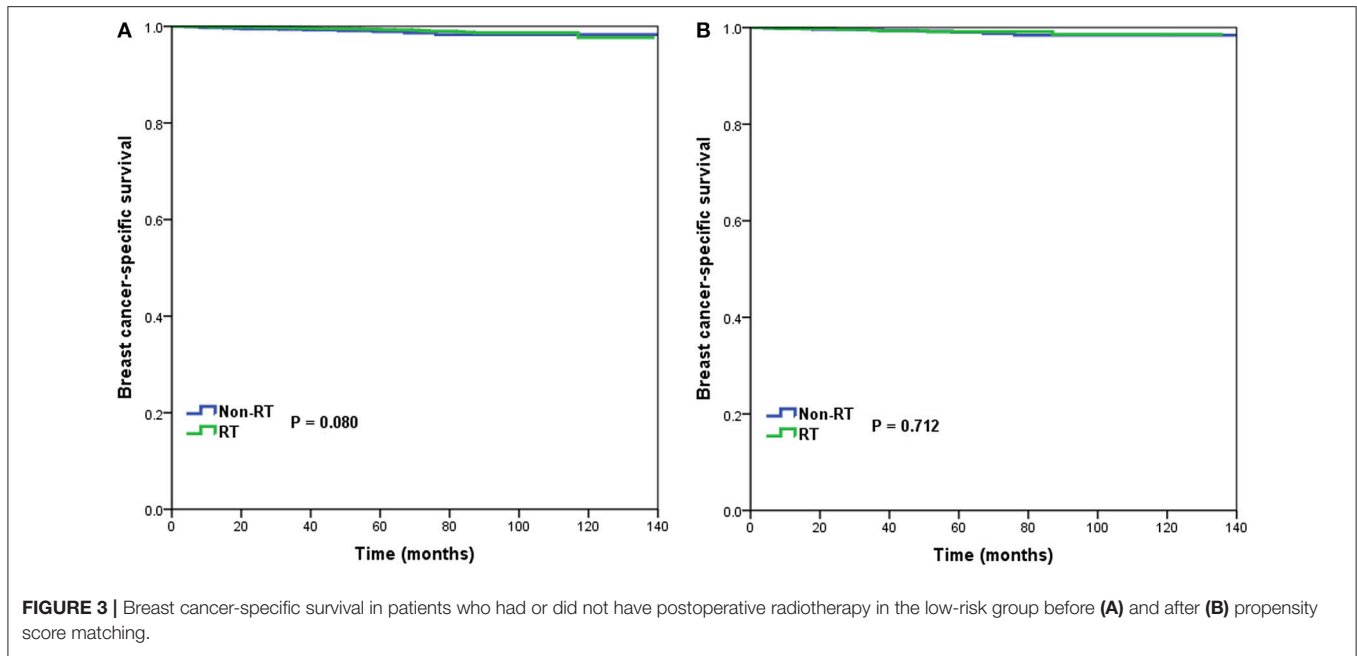 A
Breast cancer-specific survival
1.0
0.8
0.6
0.4
0.2
0.0
Non-RT
RT
P = 0.080
0 20 40 60 80 100 120 140
Time (months)
B
Breast cancer-specific survival
1.0
0.8
0.6
0.4
0.2
0.0
Non-RT
RT
P = 0.712
0 20 40 60 80 100 120 140
Time (months)
FIGURE 3 | Breast cancer-specific survival in patients who had or did not have postoperative radiotherapy in the low-risk group before (A) and after (B) propensity
score matching.